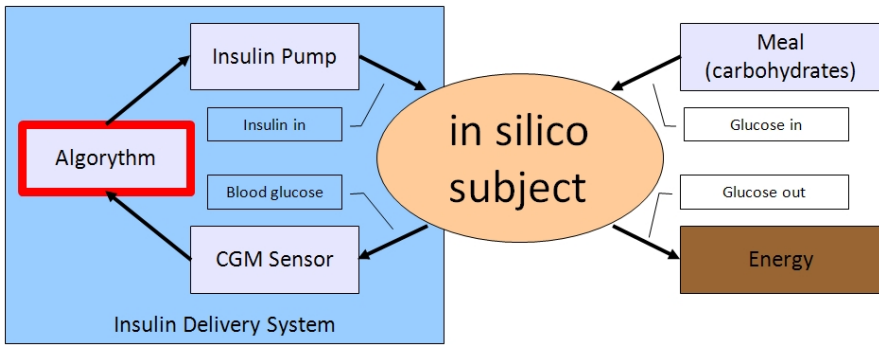 Insulin Pump
Meal
(carbohydrates)
Insulin in
in silico
subject
Glucose in
Algorythm
Blood glucose
Glucose out
CGM Sensor
Energy
Insulin Delivery System